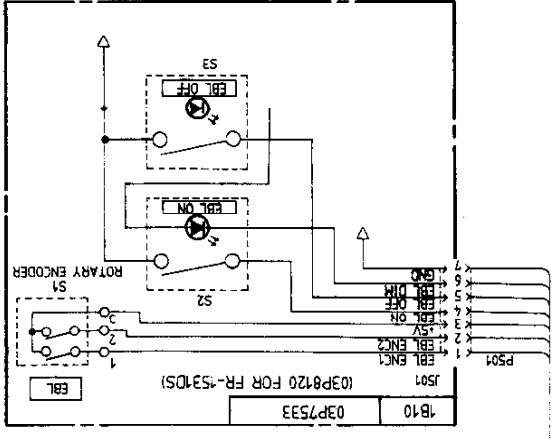 1B10 03P7533
(03P8120 FOR FR-1531DS)
J501
P501
1 EBL ENC1
2 EBL ENC2
3 +5V
4 EBL ON
5 EBL OFF
6 EBL DIM
7 GND
EBL
1
2
3
S1
ROTARY ENCODER
S2
EBL ON
EBL OFF
S3